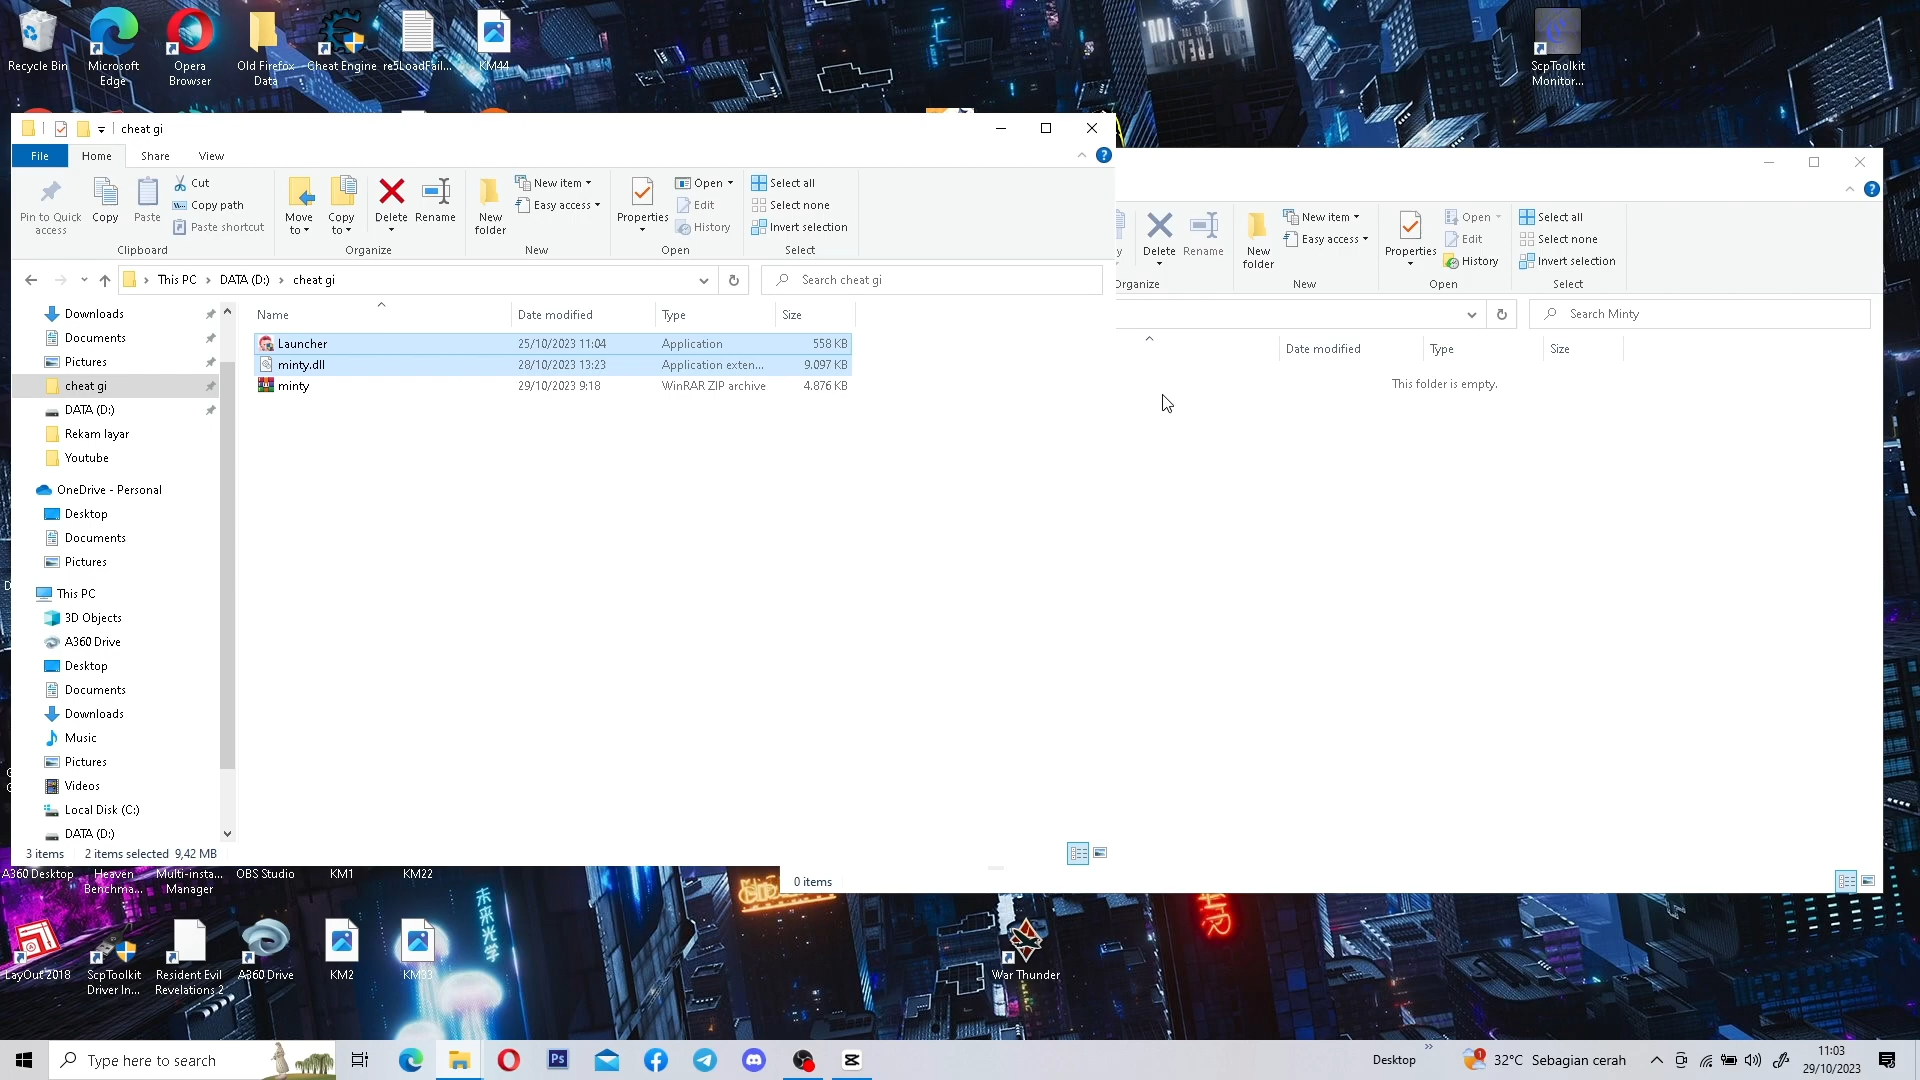 Recycle Bin
Microsoft
Edge
Opera
Browser
Old Firefox
Data
Cheat Engine
re5LoadFail...
KM44
ScpToolkit
Monitor...
cheat gi
File
Home
Share
View
Pin to Quick
access
Copy
Paste
Cut
Copy path
Paste shortcut
Clipboard
Move
to
Copy
to
Delete
Rename
Organize
New
folder
New item
Easy access
New
Properties
Open
Edit
History
Open
Select all
Select none
Invert selection
Select
This PC
DATA (D:)
cheat gi
Search cheat gi
Downloads
Documents
Pictures
cheat gi
DATA (D:)
Rekam layar
Youtube
OneDrive - Personal
Desktop
Documents
Pictures
This PC
3D Objects
A360 Drive
Desktop
Documents
Downloads
Music
Pictures
Videos
Local Disk (C:)
DATA (D:)
Name Date modified Type Size
Launcher 25/10/2023 11:04 Application 558 KB
minty.dll 28/10/2023 13:23 Application exten... 9.097 KB
minty 29/10/2023 9:18 WinRAR ZIP archive 4.876 KB
3 items 2 items selected 9,42 MB
Delete
Rename
New
folder
New item
Easy access
New
Properties
Open
Edit
History
Open
Select all
Select none
Invert selection
Select
Search Minty
Date modified Type Size
This folder is empty.
0 items
A360 Desktop
Heaven
Benchma...
Multi-insta...
Manager
OBS Studio
KM1
KM22
未来光学
LayOut 2018
ScpToolkit
Driver In...
Resident Evil
Revelations 2
A360 Drive
KM2
KM33
War Thunder
Type here to search
Ps
Desktop
1
32°C Sebagian cerah
11:03
29/10/2023